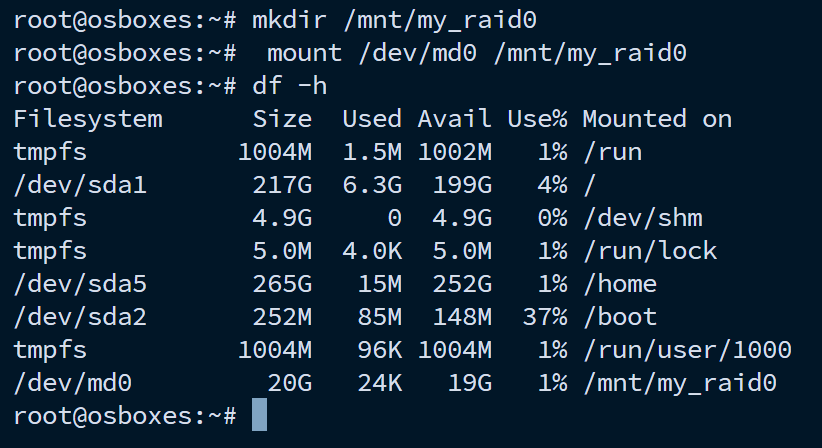 root@osboxes:~# mkdir /mnt/my_raid0
root@osboxes:~#  mount /dev/md0 /mnt/my_raid0
root@osboxes:~# df -h
Filesystem      Size  Used Avail Use% Mounted on
tmpfs          1004M  1.5M 1002M   1% /run
/dev/sda1       217G  6.3G  199G   4% /
tmpfs           4.9G     0  4.9G   0% /dev/shm
tmpfs           5.0M  4.0K  5.0M   1% /run/lock
/dev/sda5       265G   15M  252G   1% /home
/dev/sda2       252M   85M  148M  37% /boot
tmpfs          1004M   96K 1004M   1% /run/user/1000
/dev/md0         20G   24K   19G   1% /mnt/my_raid0
root@osboxes:~#